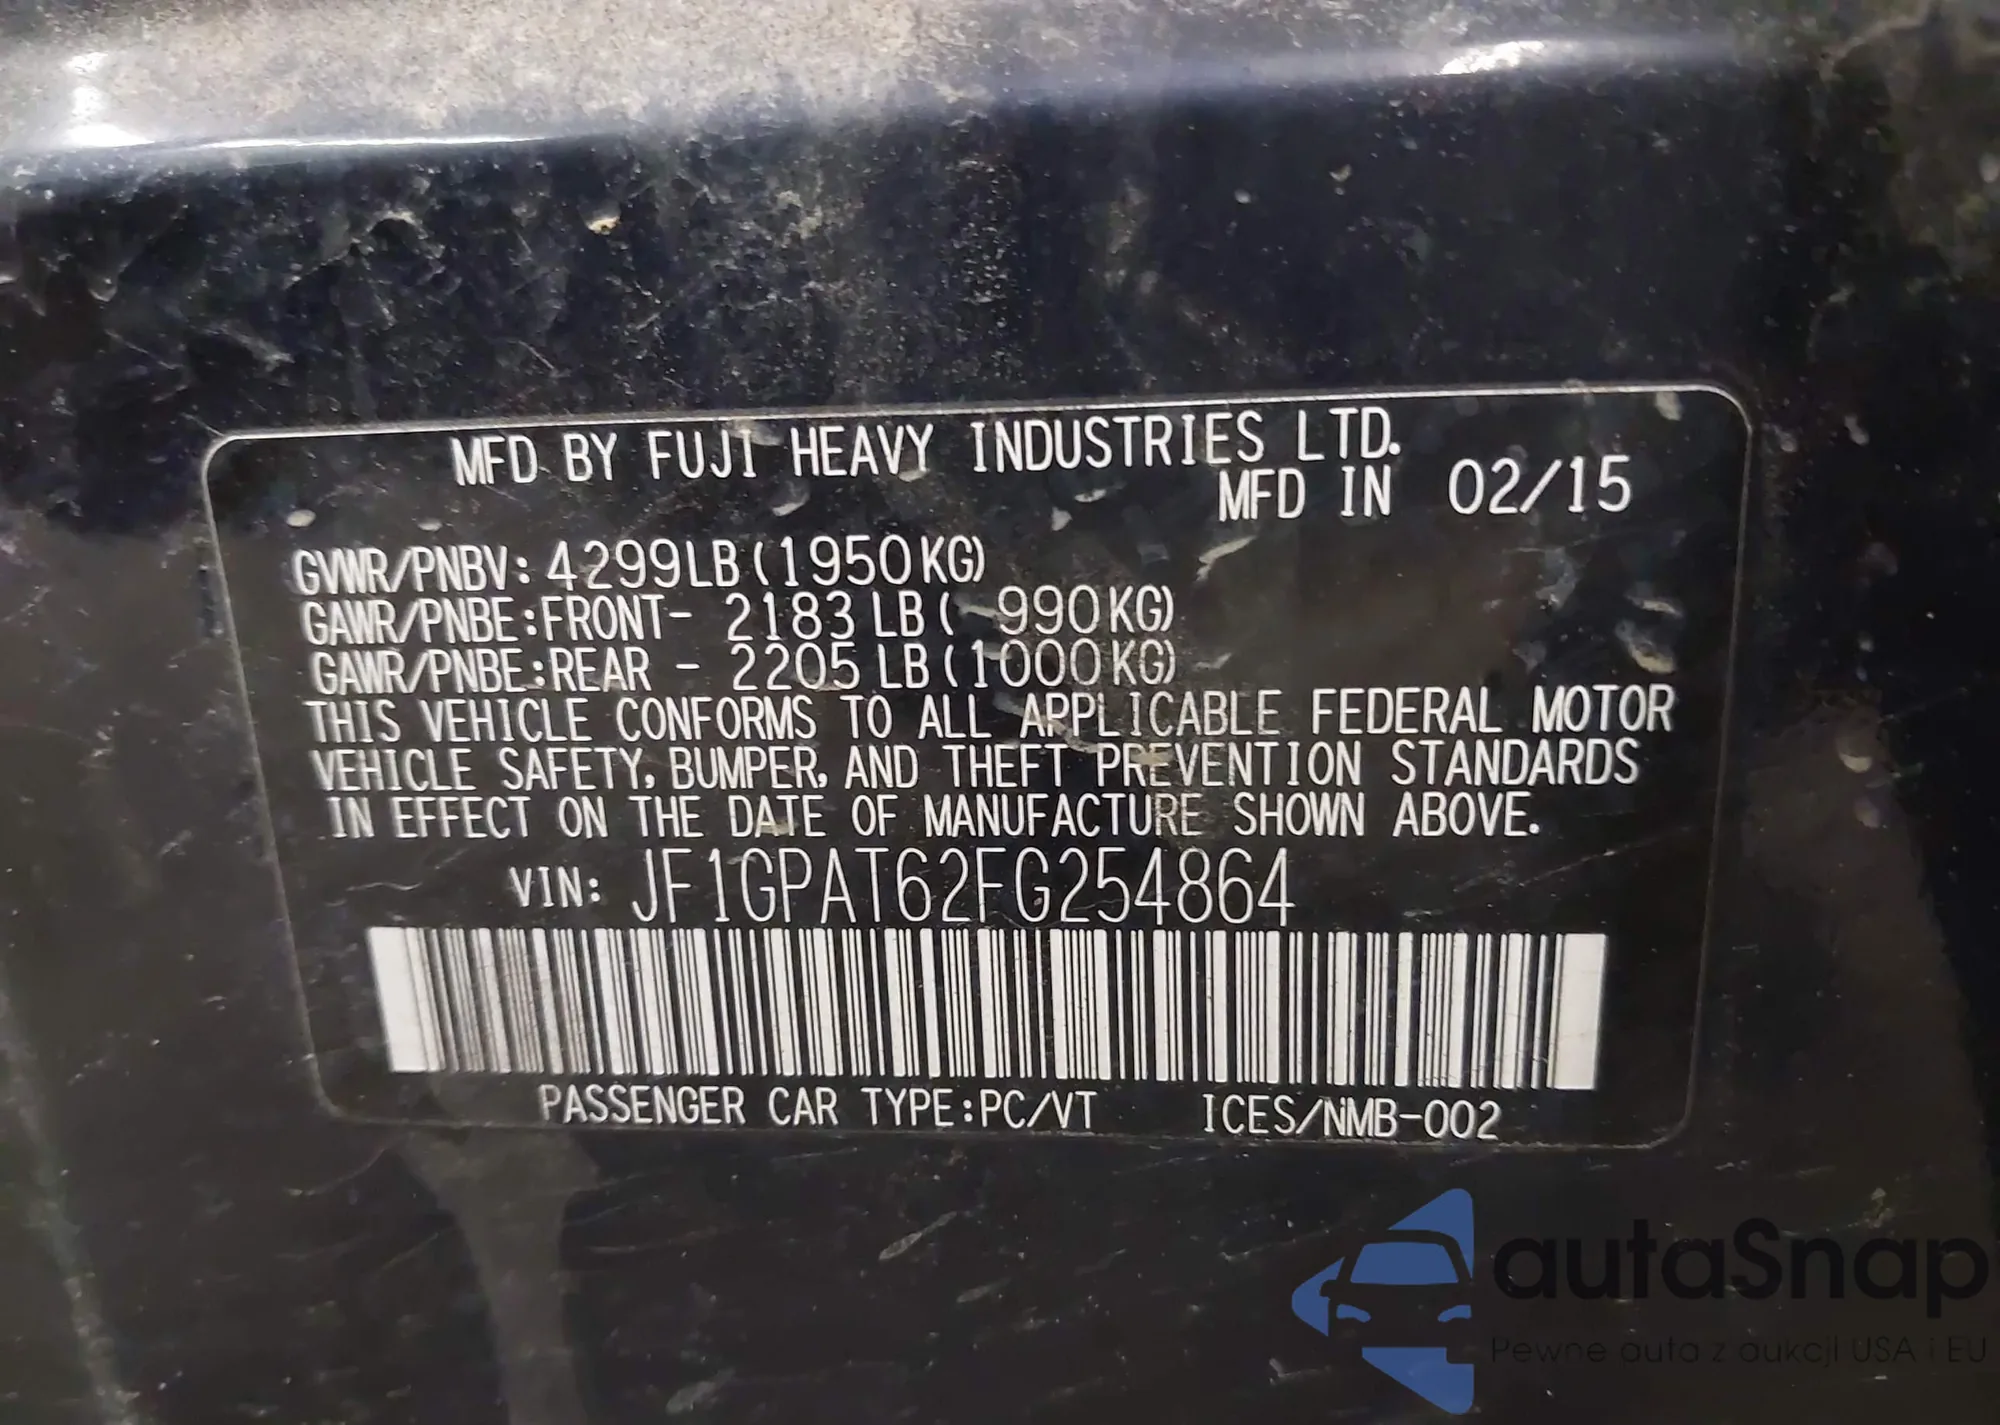 MFD BY FUJI HEAVY INDUSTRIES LTD.
MFD IN 02/15
GVWR/PNBV: 4299LB (1950KG)
GAWR/PNBE:FRONT- 2183 LB ( 990KG)
GAWR/PNBE:REAR - 2205 LB (1000KG)
THIS VEHICLE CONFORMS TO ALL APPLICABLE FEDERAL MOTOR
VEHICLE SAFETY, BUMPER, AND THEFT PREVENTION STANDARDS
IN EFFECT ON THE DATE OF MANUFACTURE SHOWN ABOVE.
VIN: JF1GPAT62FG254864
PASSENGER CAR TYPE:PC/VT ICES/NMB-002
autaSnap
Pewne auta z aukcji USA i EU